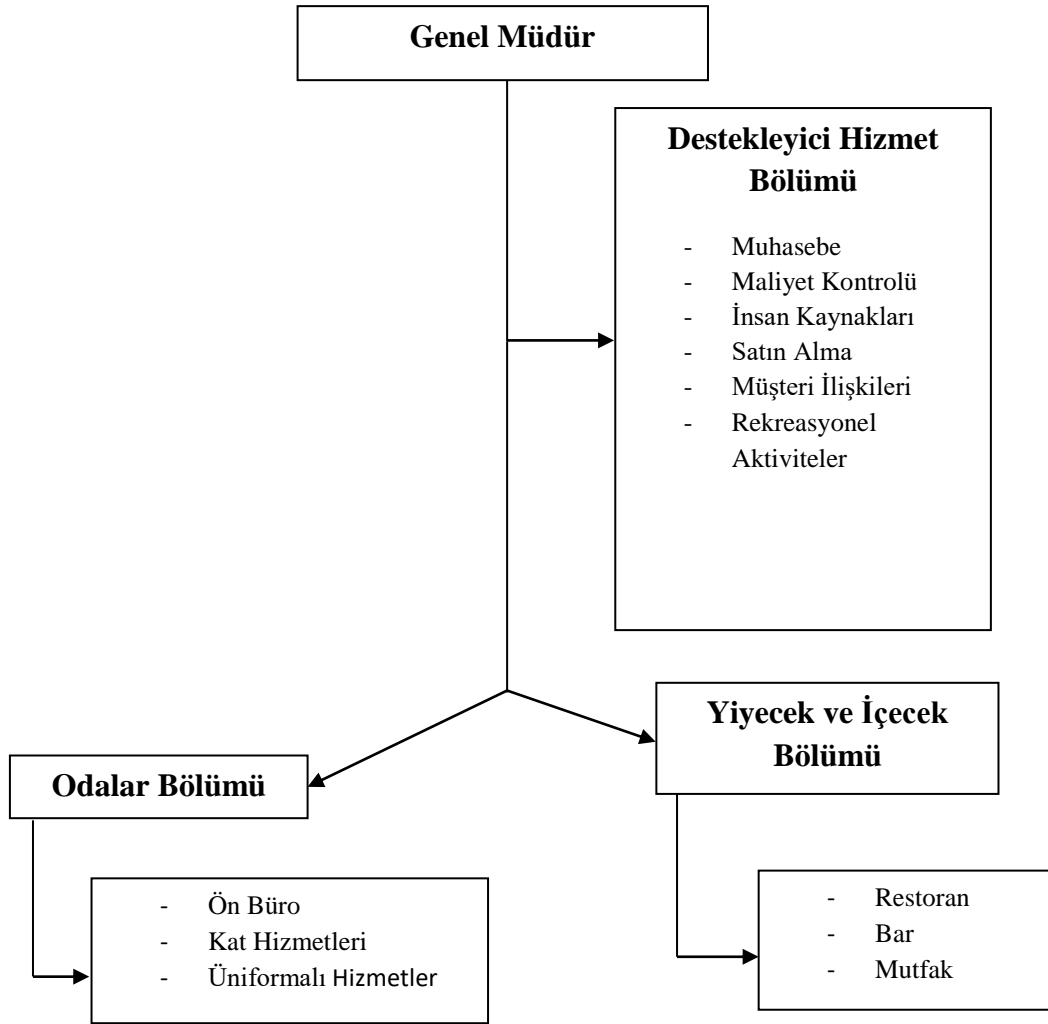 Genel Müdür
Destekleyici Hizmet
Bölümü
- Muhasebe
- Maliyet Kontrolü
- İnsan Kaynakları
- Satın Alma
- Müşteri İlişkileri
- Rekreasyonel
Aktiviteler
Yiyecek ve İçecek
Bölümü
Odalar Bölümü
- Ön Büro
- Kat Hizmetleri
- Üniformalı Hizmetler
- Restoran
- Bar
- Mutfak